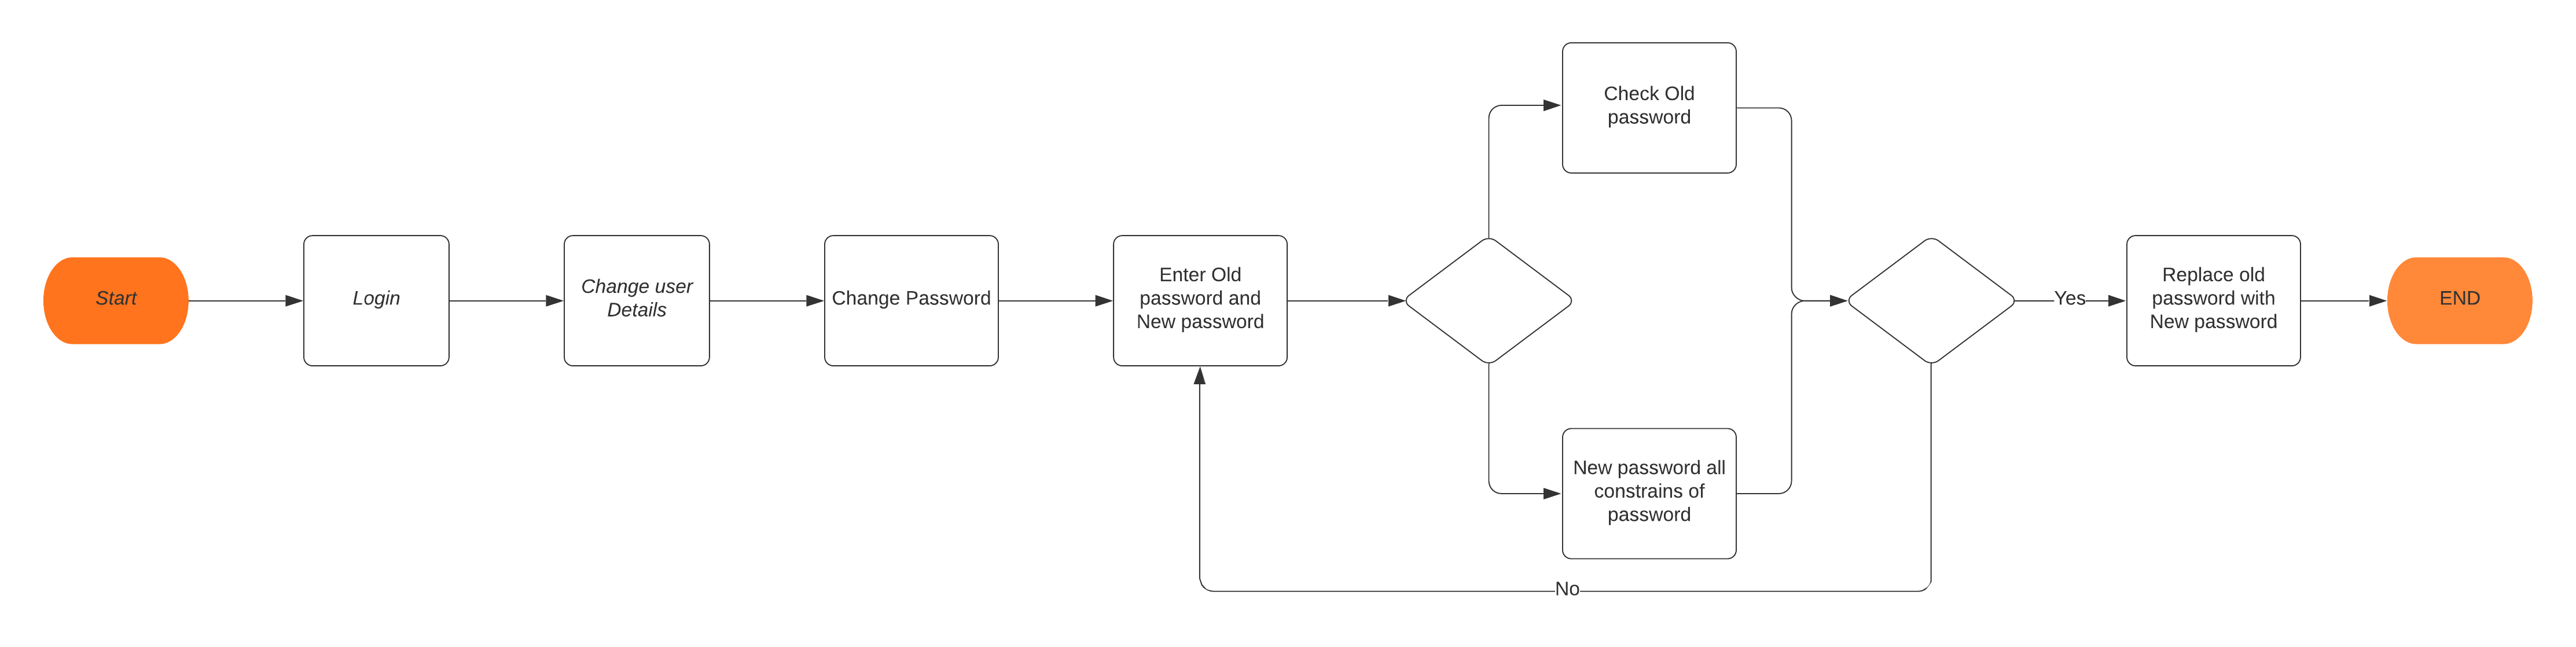 Start
Login
Change user
Details
Change Password
Enter Old
password and
New password
Check Old
password
New password all
constrains of
password
No
Yes
Replace old
password with
New password
END